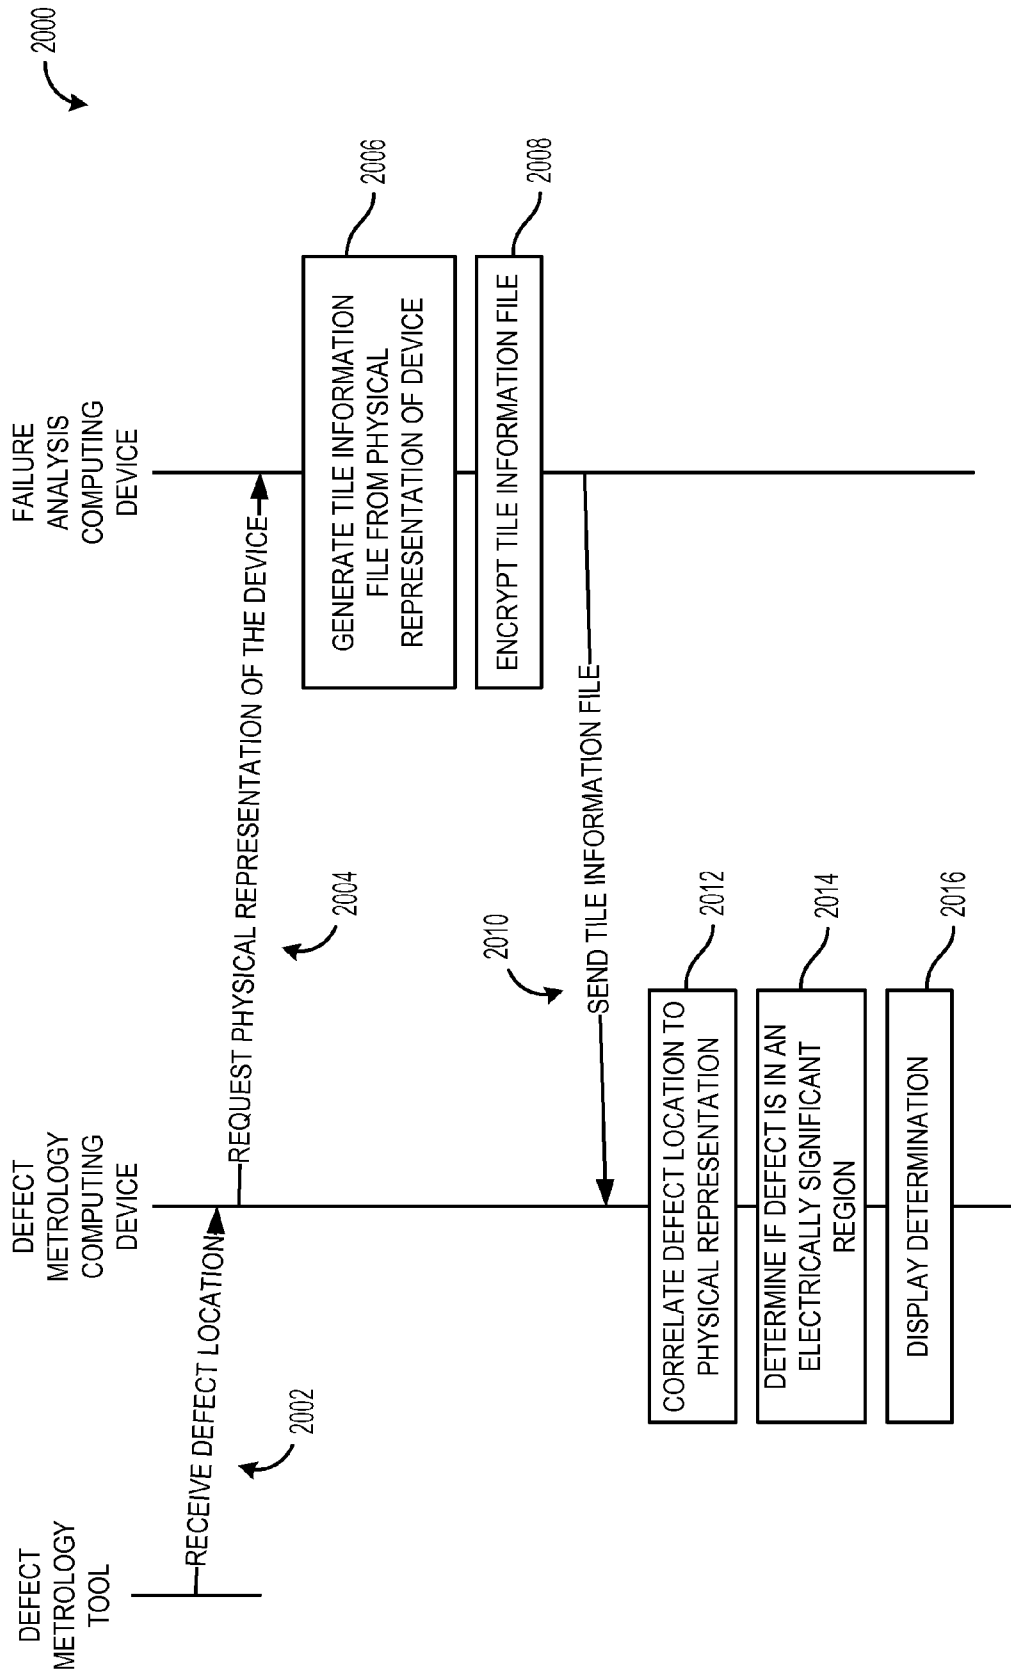 2000
DEFECT
METROLOGY
TOOL
DEFECT
METROLOGY
COMPUTING
DEVICE
FAILURE
ANALYSIS
COMPUTING
DEVICE
RECEIVE DEFECT LOCATION
2002
REQUEST PHYSICAL REPRESENTATION OF THE DEVICE
2004
GENERATE TILE INFORMATION
FILE FROM PHYSICAL
REPRESENTATION OF DEVICE
2006
ENCRYPT TILE INFORMATION FILE
2008
2010
SEND TILE INFORMATION FILE
CORRELATE DEFECT LOCATION TO
PHYSICAL REPRESENTATION
2012
DETERMINE IF DEFECT IS IN AN
ELECTRICALLY SIGNIFICANT
REGION
2014
DISPLAY DETERMINATION
2016